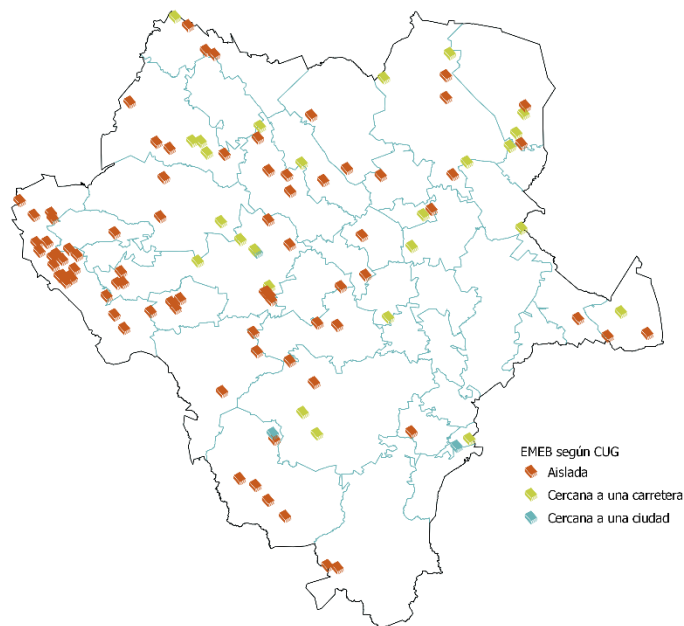 EMEB según CUG
Aislada
Cercana a una carretera
Cercana a una ciudad